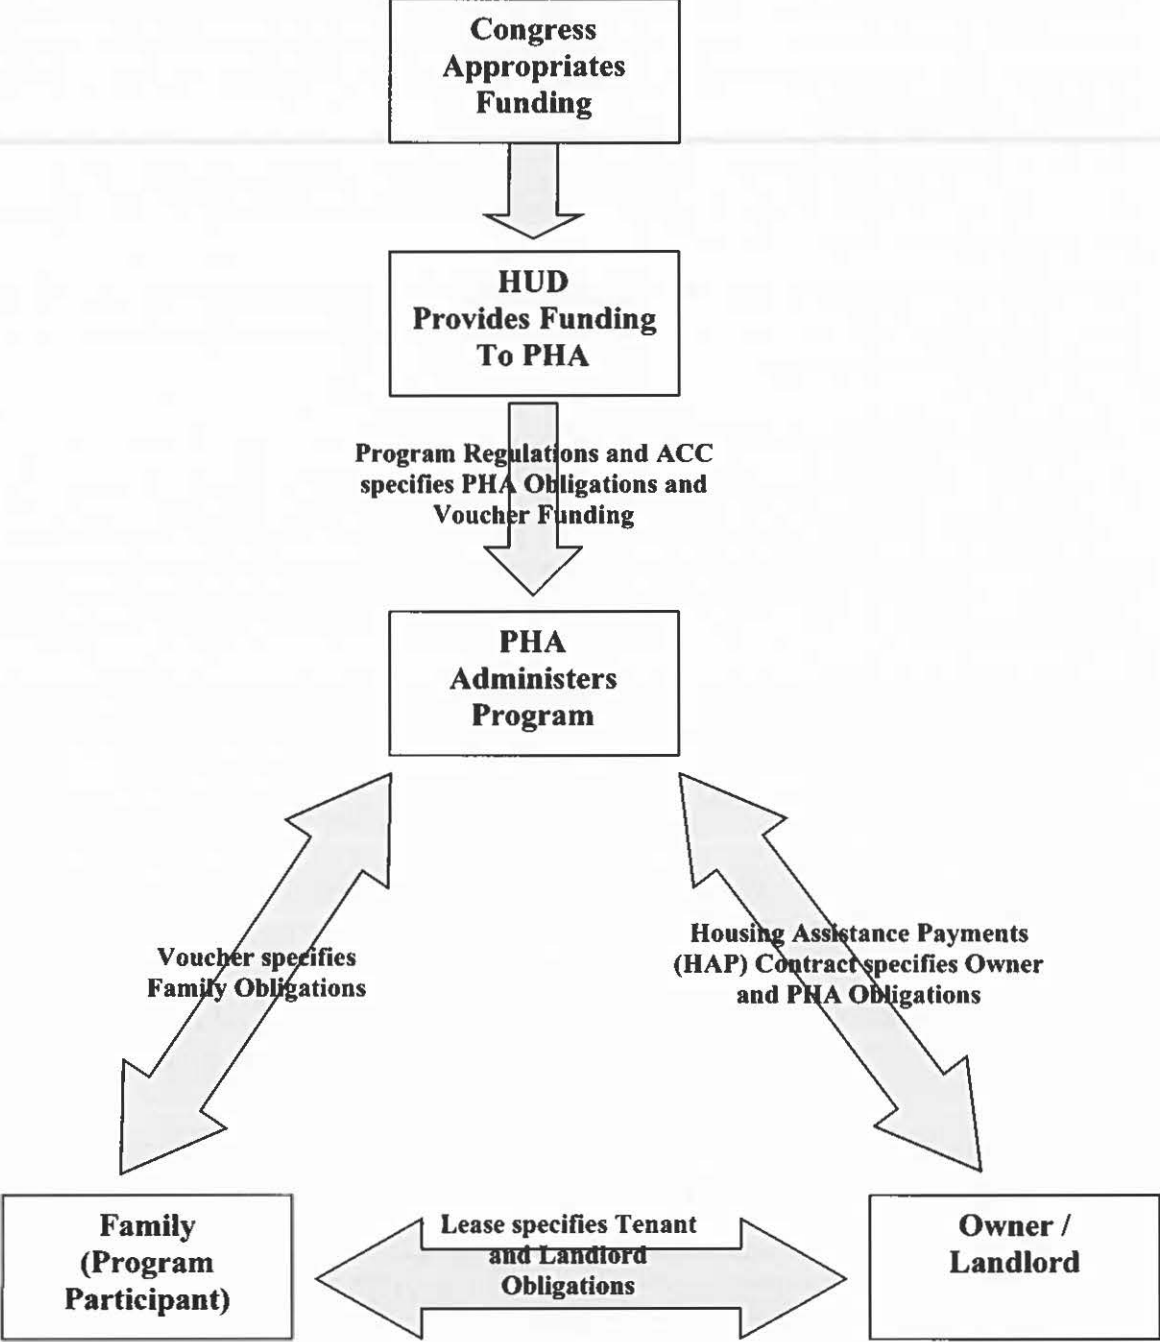 Congress
Appropriates
Funding
HUD
Provides Funding
To PHA
Program Regulations and ACC
specifies PHA Obligations and
Voucher Funding
PHA
Administers
Program
Voucher specifies
Family Obligations
Housing Assistance Payments
(HAP) Contract specifies Owner
and PHA Obligations
Family
(Program
Participant)
Lease specifies Tenant
and Landlord
Obligations
Owner /
Landlord